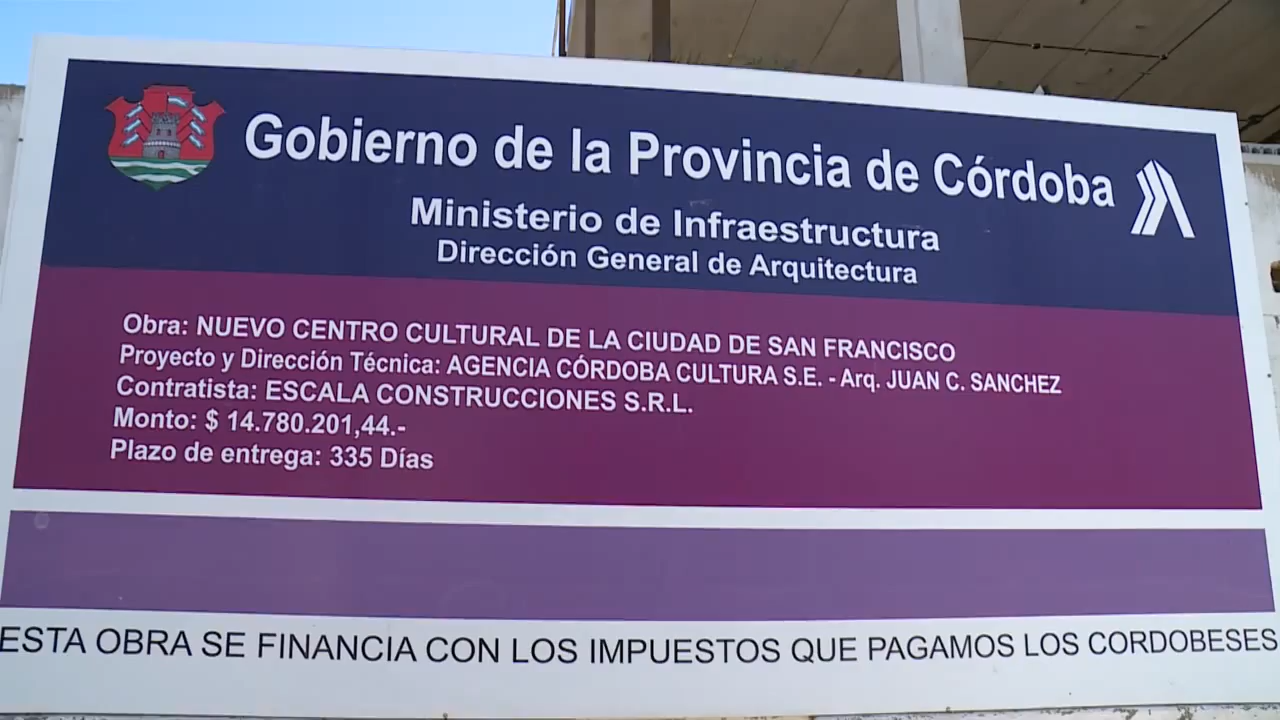 Gobierno de la Provincia de Córdoba
Ministerio de Infraestructura
Dirección General de Arquitectura
Obra: NUEVO CENTRO CULTURAL DE LA CIUDAD DE SAN FRANCISCO
Proyecto y Dirección Técnica: AGENCIA CÓRDOBA CULTURA S.E. - Arq. JUAN C. SANCHEZ
Contratista: ESCALA CONSTRUCCIONES S.R.L.
Monto: $ 14.780.201,44.-
Plazo de entrega: 335 Días
ESTA OBRA SE FINANCIA CON LOS IMPUESTOS QUE PAGAMOS LOS CORDOBESES